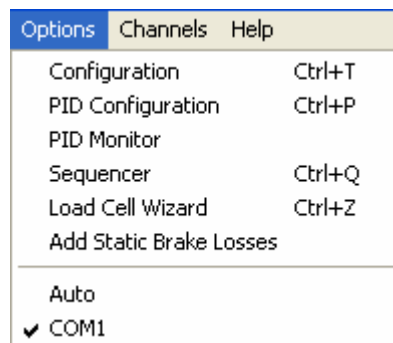 Options Channels Help
Configuration Ctrl+T
PID Configuration Ctrl+P
PID Monitor
Sequencer Ctrl+Q
Load Cell Wizard Ctrl+Z
Add Static Brake Losses
Auto
COM1